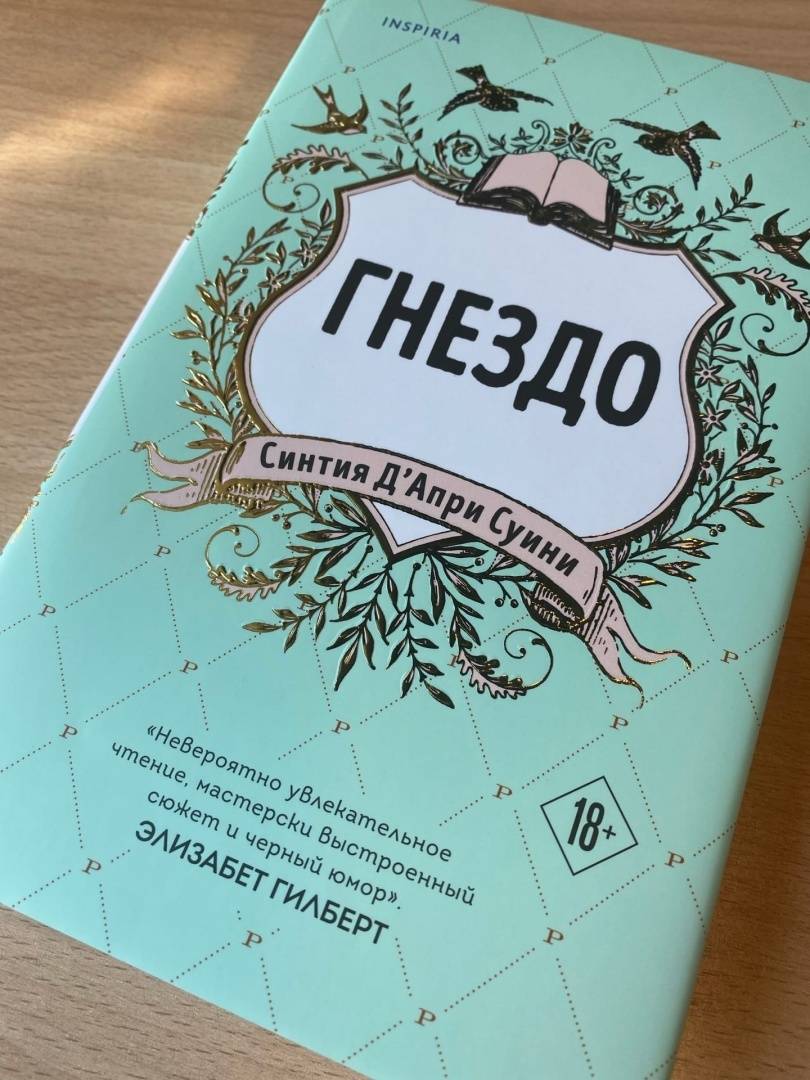 INSPIRIA
ГНЕЗДО
Синтия Д'Апри Суини
«Невероятно увлекательное
чтение, мастерски выстроенный
сюжет и черный юмор».
ЭЛИЗАБЕТ ГИЛБЕРТ
18+